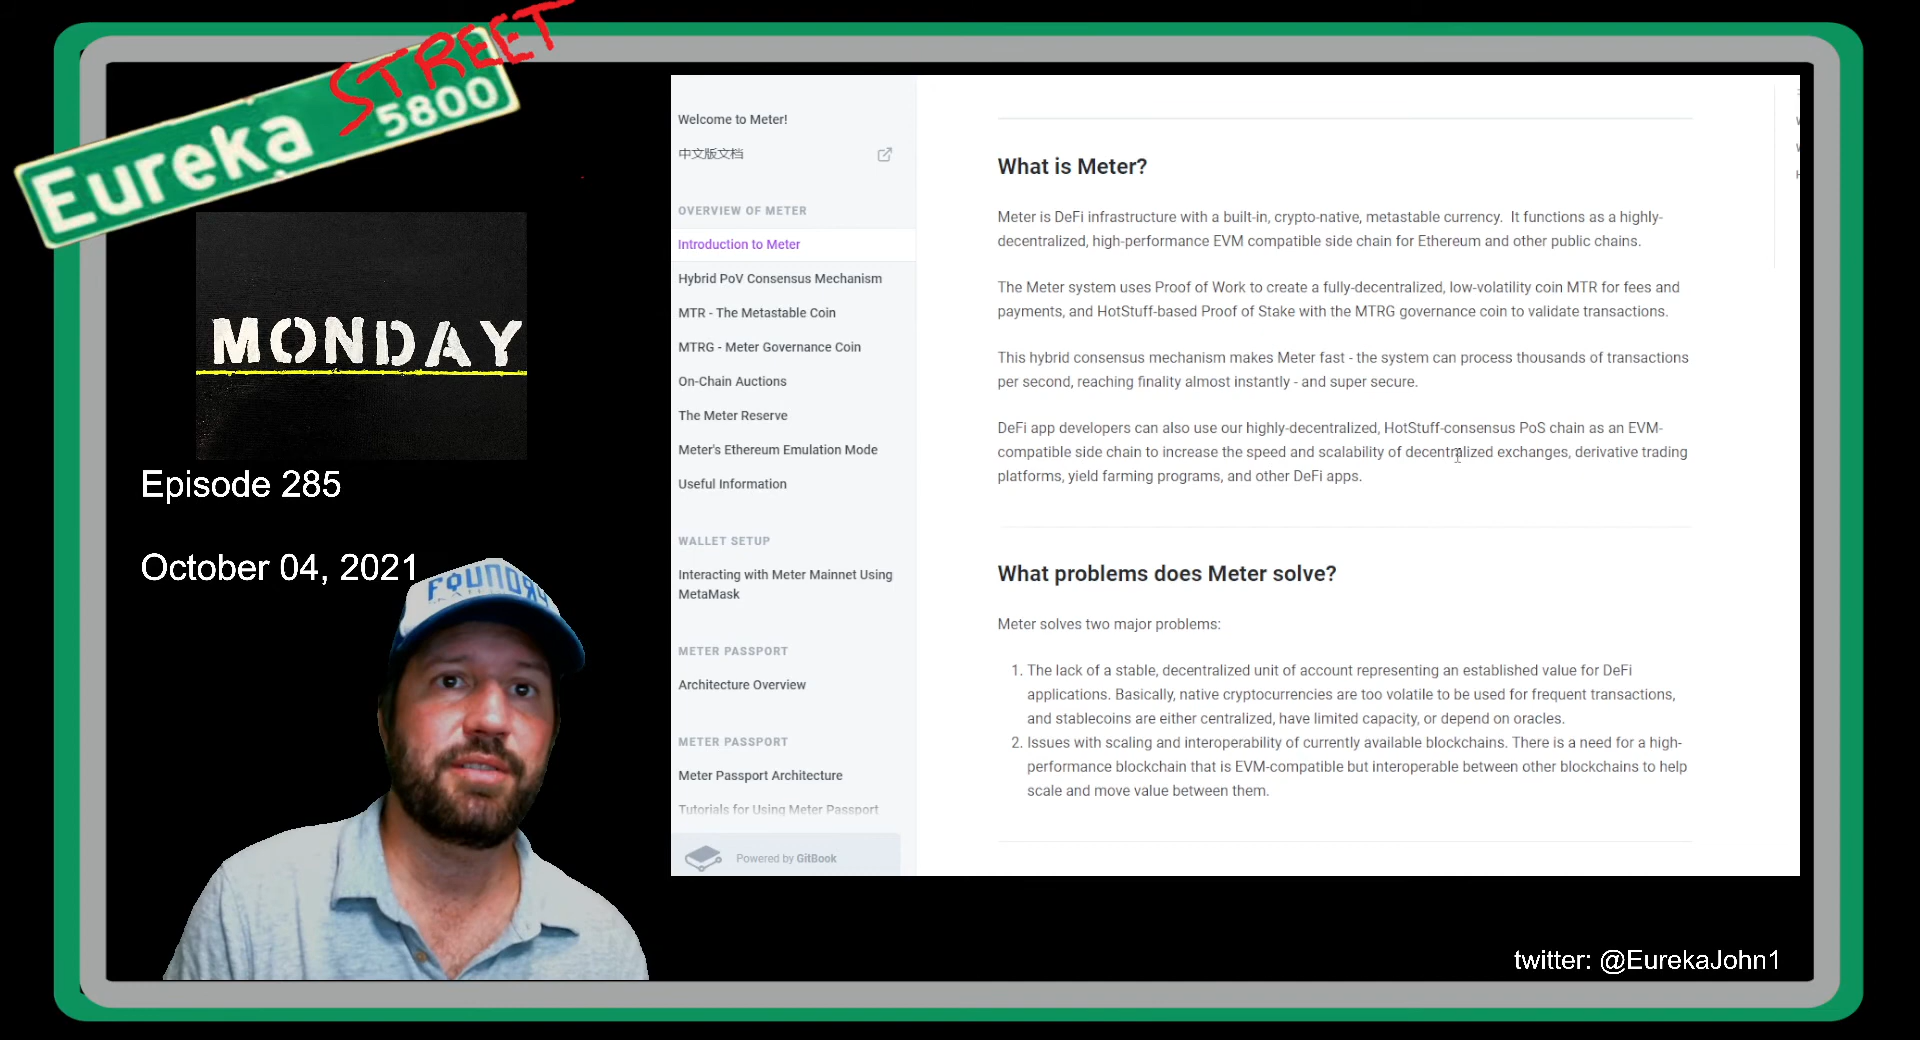 Eureka
STREET
5800
MONDAY
Episode 285
October 04, 2021
FOUNDRY
Welcome to Meter!
中文版文档
OVERVIEW OF METER
Introduction to Meter
Hybrid PoV Consensus Mechanism
MTR - The Metastable Coin
MTRG - Meter Governance Coin
On-Chain Auctions
The Meter Reserve
Meter's Ethereum Emulation Mode
Useful Information
WALLET SETUP
Interacting with Meter Mainnet Using
MetaMask
METER PASSPORT
Architecture Overview
METER PASSPORT
Meter Passport Architecture
Tutorials for Using Meter Passport
Powered by GitBook
What is Meter?
Meter is DeFi infrastructure with a built-in, crypto-native, metastable currency. It functions as a highly-
decentralized, high-performance EVM compatible side chain for Ethereum and other public chains.
The Meter system uses Proof of Work to create a fully-decentralized, low-volatility coin MTR for fees and
payments, and HotStuff-based Proof of Stake with the MTRG governance coin to validate transactions.
This hybrid consensus mechanism makes Meter fast - the system can process thousands of transactions
per second, reaching finality almost instantly - and super secure.
DeFi app developers can also use our highly-decentralized, HotStuff-consensus PoS chain as an EVM-
compatible side chain to increase the speed and scalability of decentralized exchanges, derivative trading
platforms, yield farming programs, and other DeFi apps.
What problems does Meter solve?
Meter solves two major problems:
1. The lack of a stable, decentralized unit of account representing an established value for DeFi
applications. Basically, native cryptocurrencies are too volatile to be used for frequent transactions,
and stablecoins are either centralized, have limited capacity, or depend on oracles.
2. Issues with scaling and interoperability of currently available blockchains. There is a need for a high-
performance blockchain that is EVM-compatible but interoperable between other blockchains to help
scale and move value between them.
twitter: @EurekaJohn1